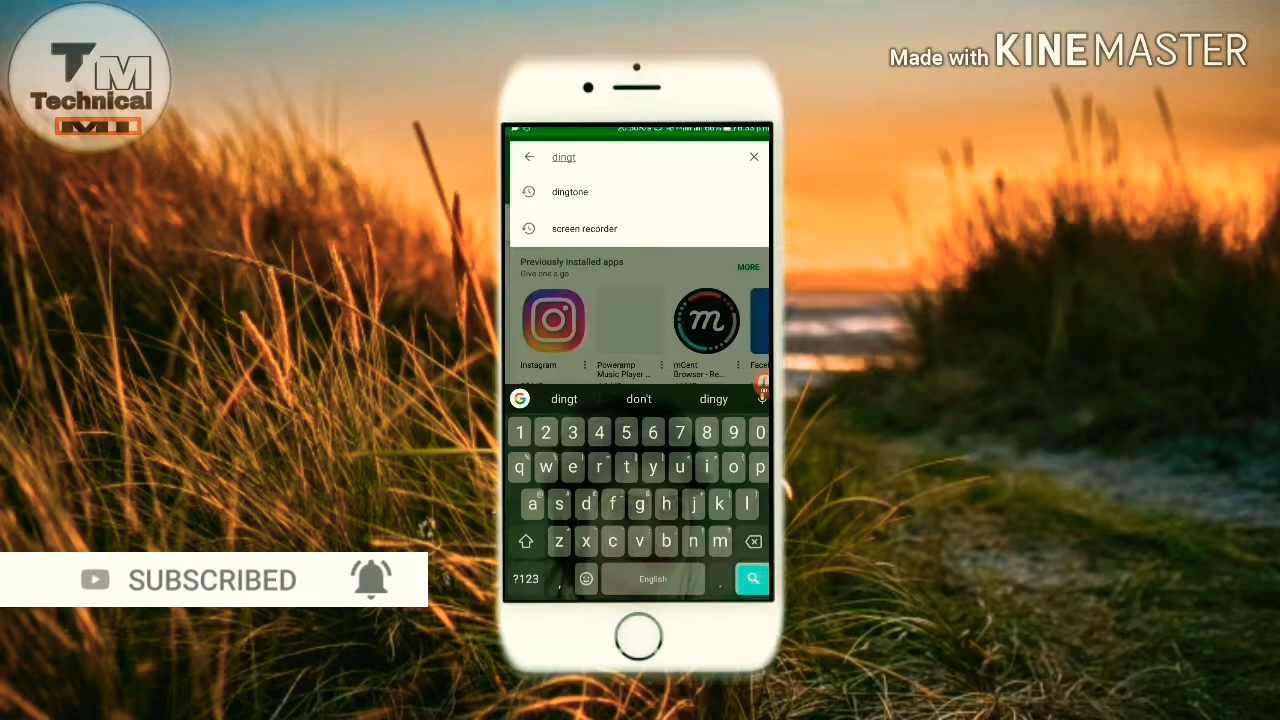 TM
Technical
MI
Made with KINEMASTER
dingt
dingtone
screen recorder
Previously installed apps
MORE
Give one a go
Instagram
Poweramp
Music Player ...
mCent
Browser - Re...
dingt don't dingy
1 2 3 4 5 6 7 8 9 0
q w e r t y u i o p
a s d f g h j k l
z x c v b n m
?123 , English .
SUBSCRIBED